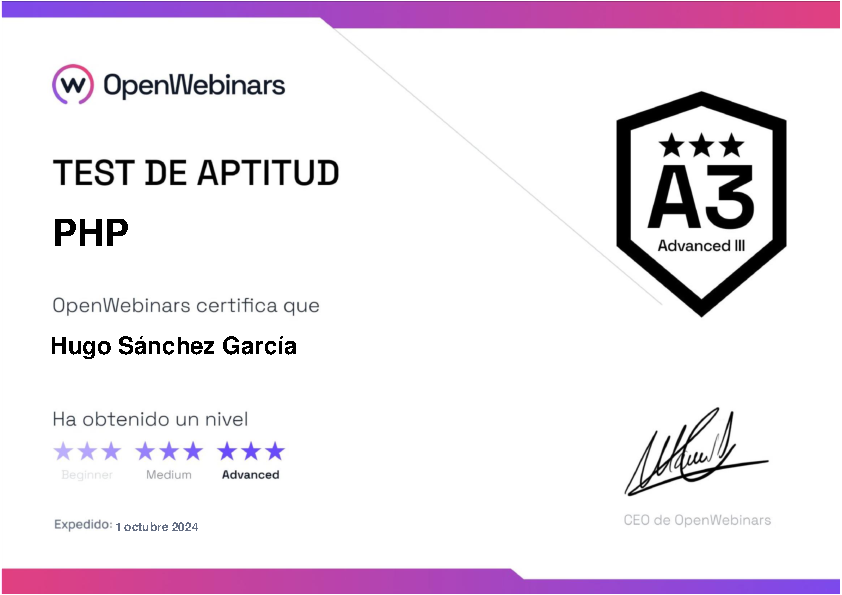 OpenWebinars
TEST DE APTITUD
PHP
OpenWebinars certifica que
Hugo Sánchez García
Ha obtenido un nivel
Beginner Medium Advanced
Expedido: 1 octubre 2024
A3
Advanced III
CEO de OpenWebinars